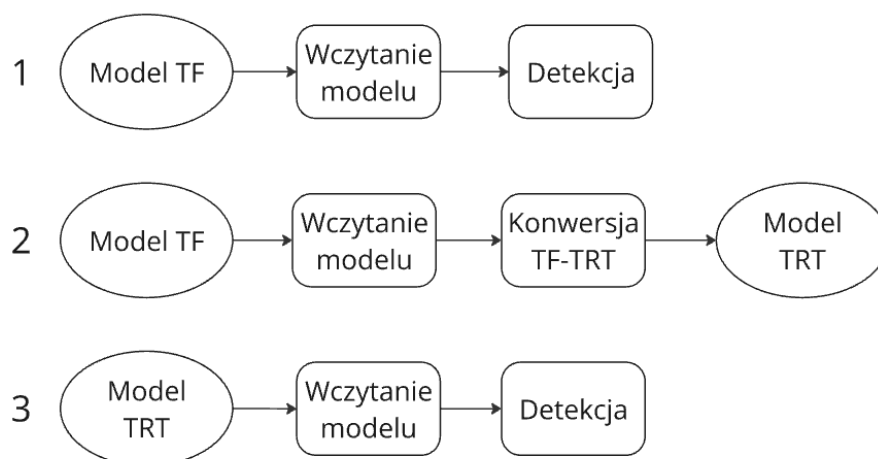 1
Model TF
Wczytanie
modelu
Detekcja
2
Model TF
Wczytanie
modelu
Konwersja
TF-TRT
Model
TRT
3
Model
TRT
Wczytanie
modelu
Detekcja